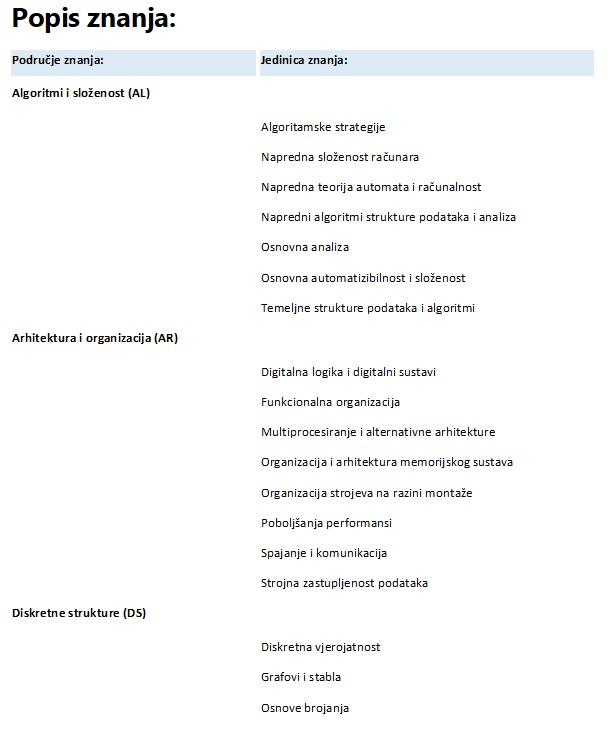 Popis znanja:
Područje znanja: Jedinica znanja:
Algoritmi i složenost (AL)
Algoritamske strategije
Napredna složenost računara
Napredna teorija automata i računalnost
Napredni algoritmi strukture podataka i analiza
Osnovna analiza
Osnovna automatizibilnost i složenost
Temeljne strukture podataka i algoritmi
Arhitektura i organizacija (AR)
Digitalna logika i digitalni sustavi
Funkcionalna organizacija
Multiprocesiranje i alternativne arhitekture
Organizacija i arhitektura memorijskog sustava
Organizacija strojeva na razini montaže
Poboljšanja performansi
Spajanje i komunikacija
Strojna zastupljenost podataka
Diskretne strukture (DS)
Diskretna vjerojatnost
Grafovi i stabla
Osnove brojanja